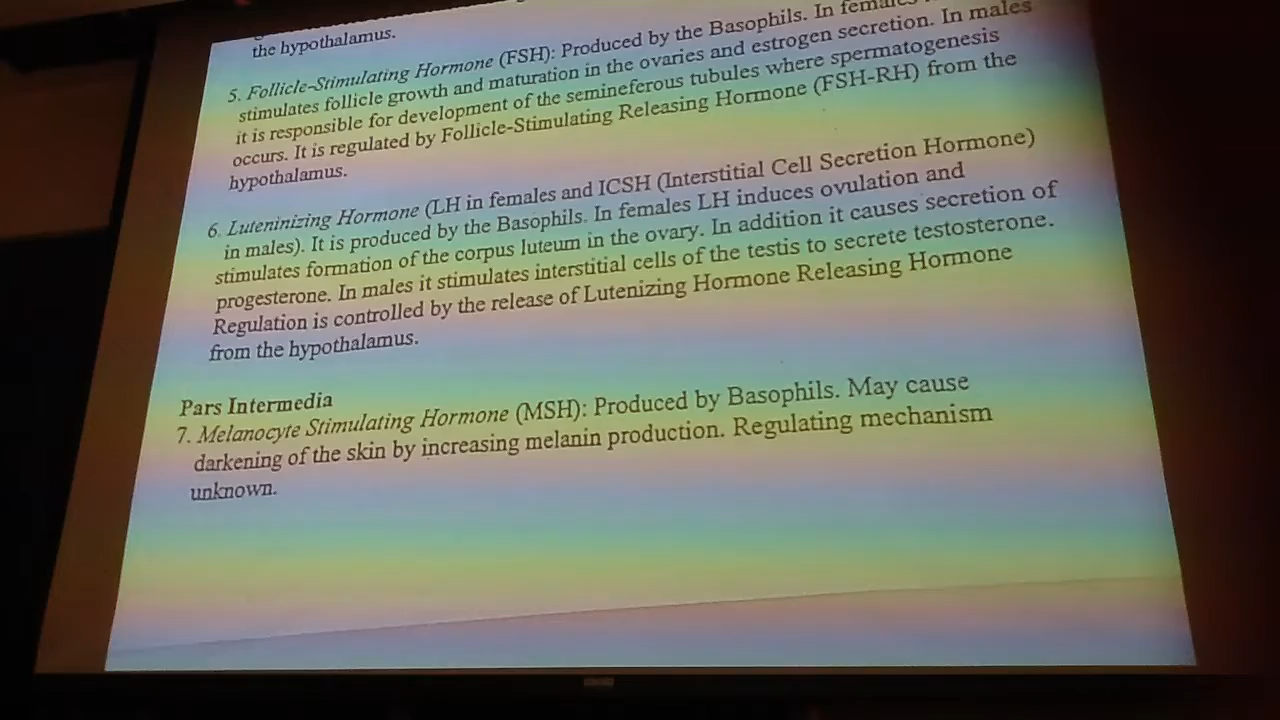 the hypothalamus.
5. Follicle-Stimulating Hormone (FSH): Produced by the Basophils. In females
stimulates follicle growth and maturation in the ovaries and estrogen secretion. In males
it is responsible for development of the semineferous tubules where spermatogenesis
occurs. It is regulated by Follicle-Stimulating Releasing Hormone (FSH-RH) from the
hypothalamus.
6. Luteninizing Hormone (LH in females and ICSH (Interstitial Cell Secretion Hormone)
in males). It is produced by the Basophils. In females LH induces ovulation and
stimulates formation of the corpus luteum in the ovary. In addition it causes secretion of
progesterone. In males it stimulates interstitial cells of the testis to secrete testosterone.
Regulation is controlled by the release of Lutenizing Hormone Releasing Hormone
from the hypothalamus.
Pars Intermedia
7. Melanocyte Stimulating Hormone (MSH): Produced by Basophils. May cause
darkening of the skin by increasing melanin production. Regulating mechanism
unknown.